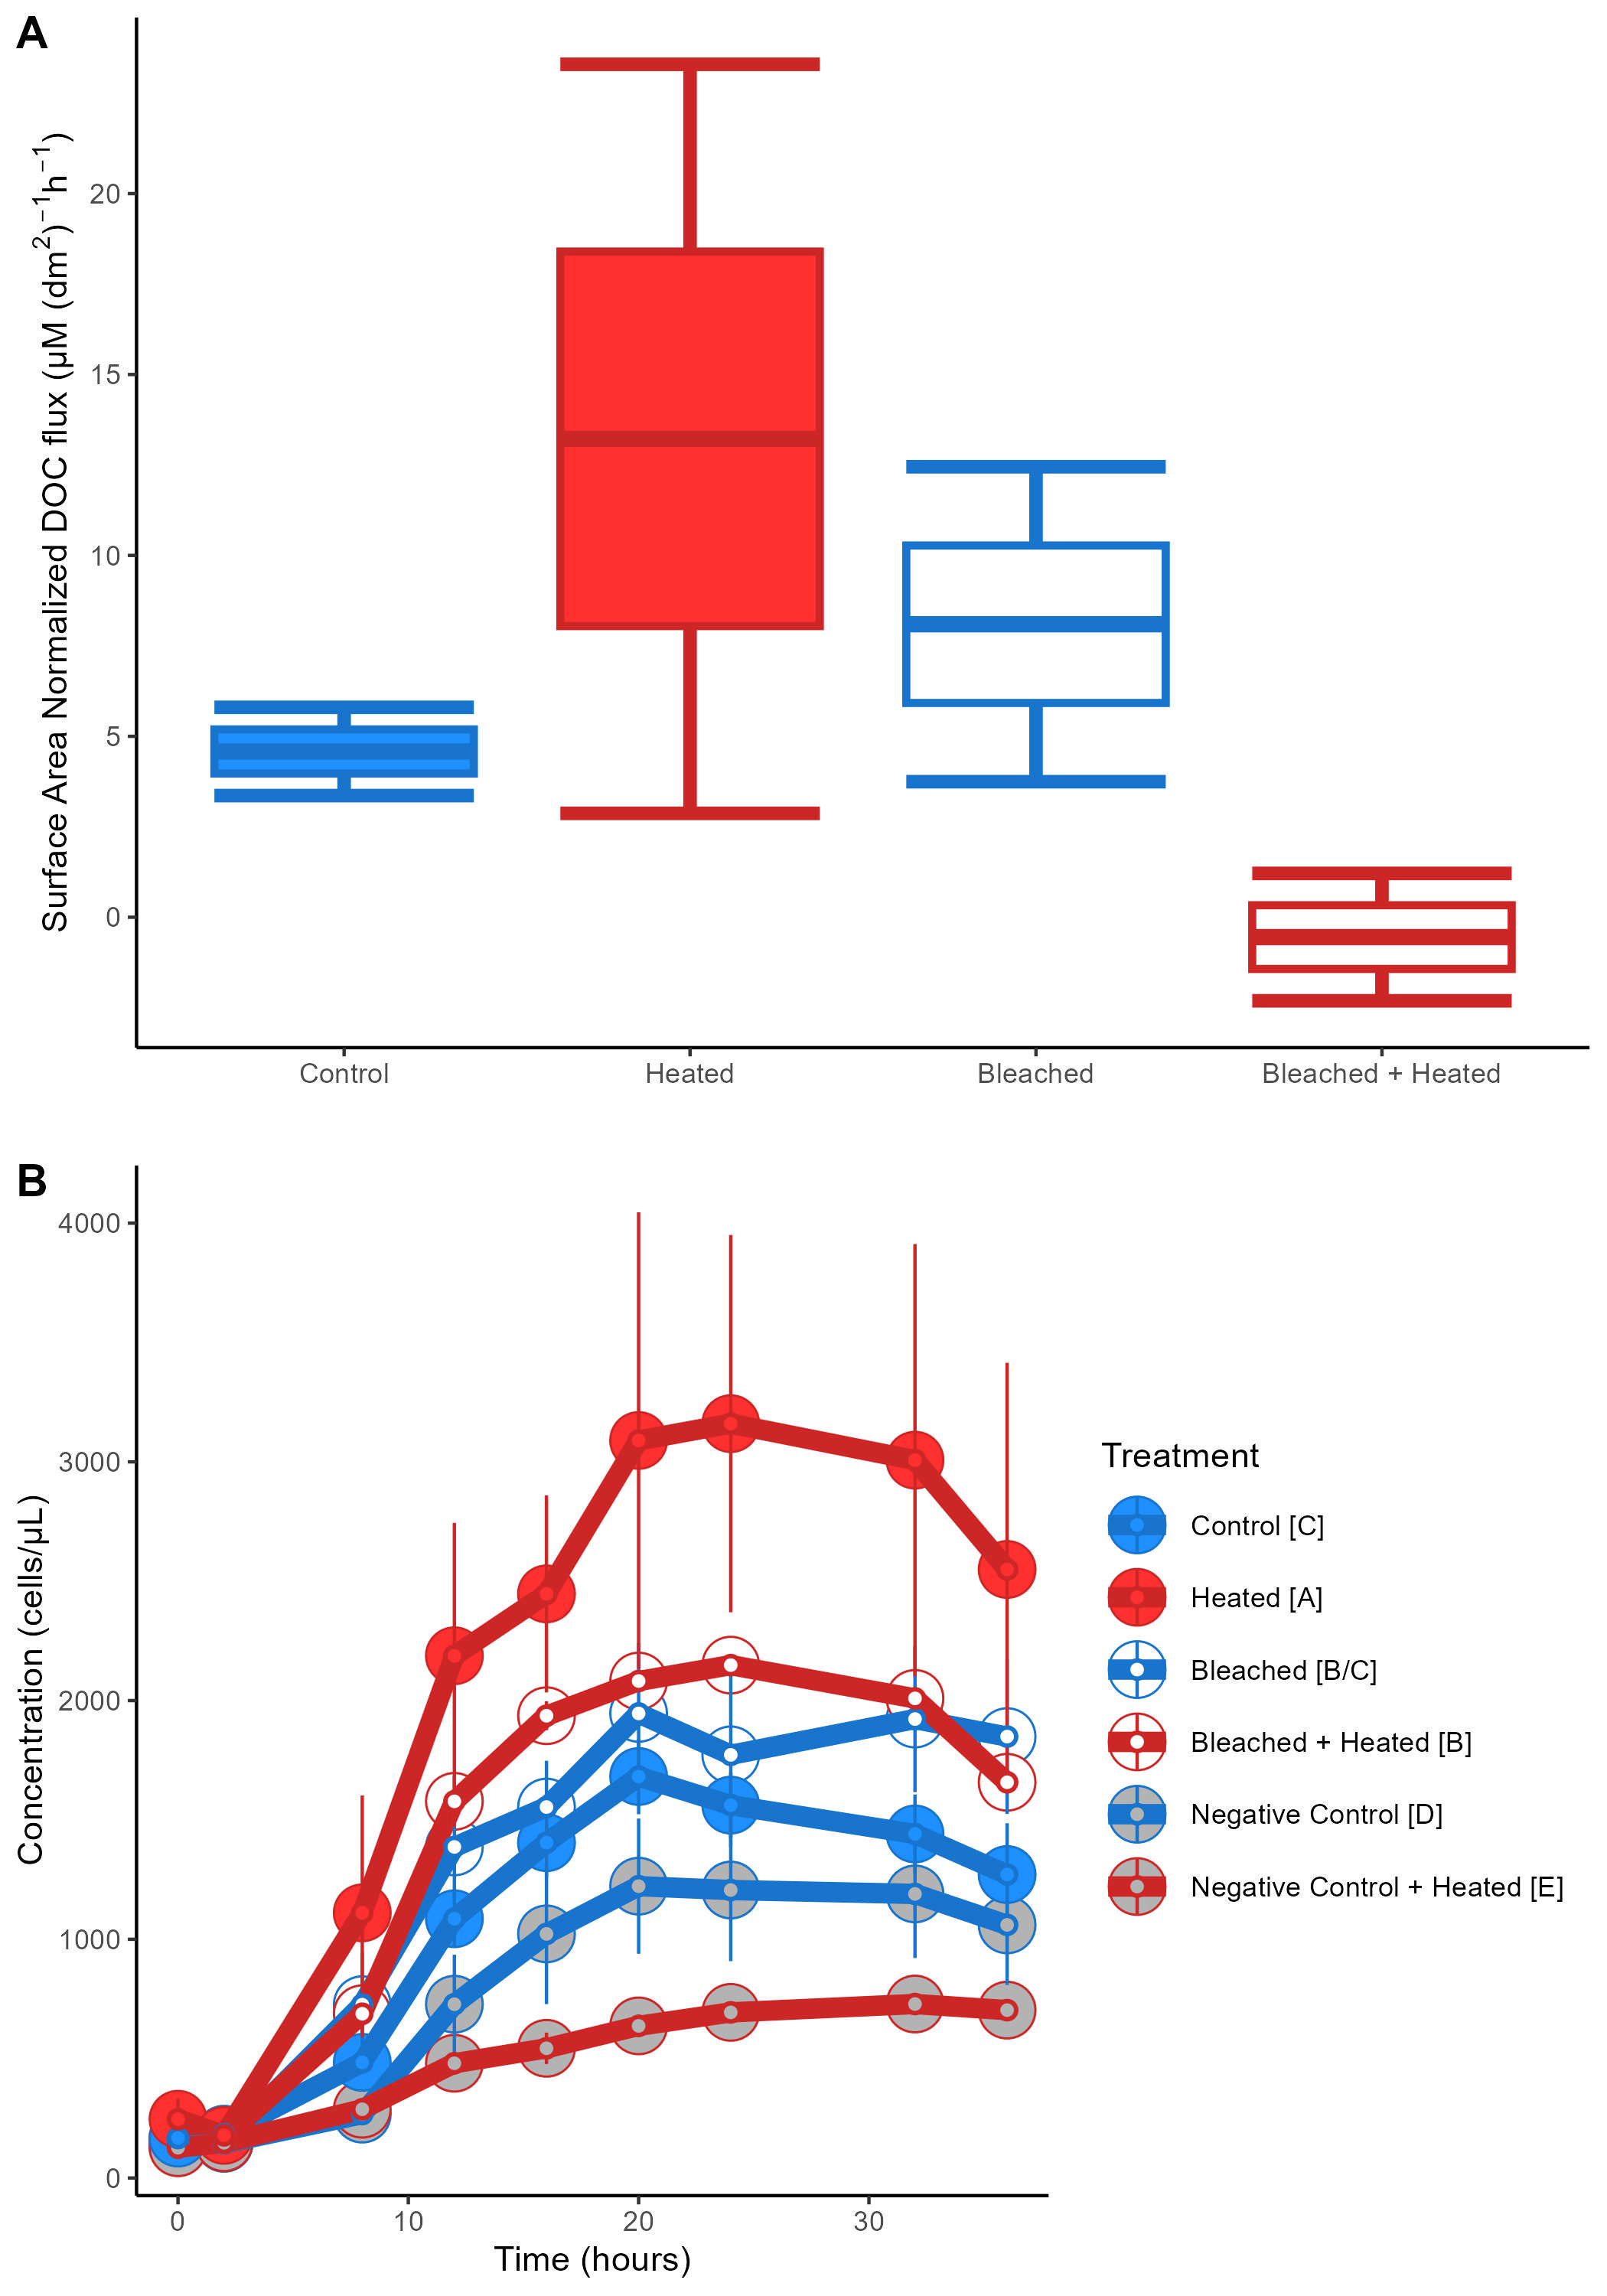 A
Surface Area Normalized DOC flux (µM (dm²)⁻¹h⁻¹)
20
15
10
5
0
Control Heated Bleached Bleached + Heated
B
Concentration (cells/µL)
4000
3000
2000
1000
0
0 10 20 30
Time (hours)
Treatment
Control [C]
Heated [A]
Bleached [B/C]
Bleached + Heated [B]
Negative Control [D]
Negative Control + Heated [E]